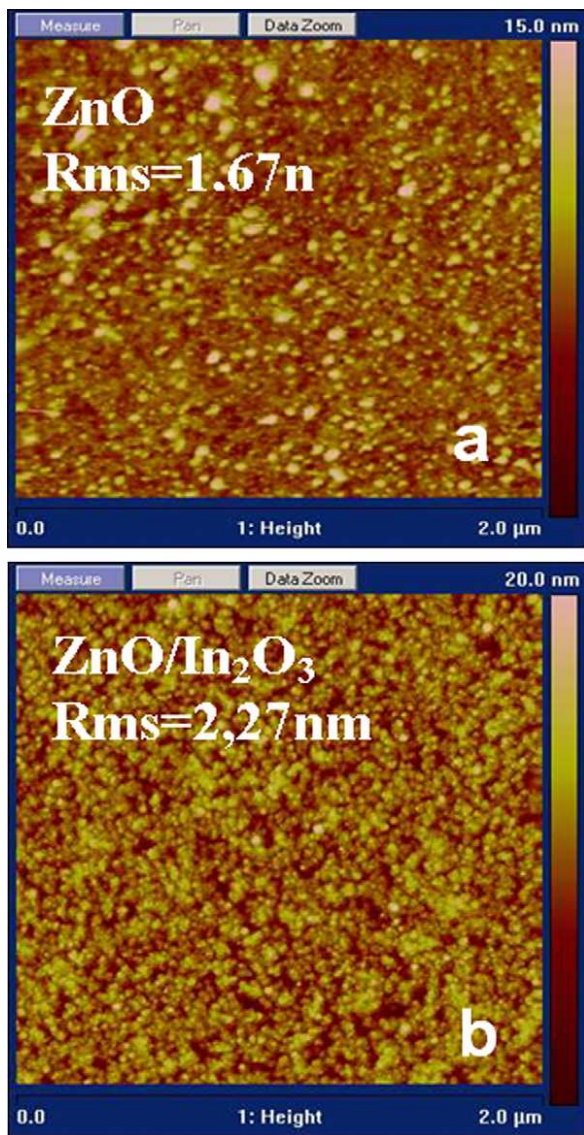 Measure Pan Data Zoom 15.0 nm
ZnO
Rms=1.67n
a
0.0 1: Height 2.0 µm
Measure Pan Data Zoom 20.0 nm
ZnO/In₂O₃
Rms=2,27nm
b
0.0 1: Height 2.0 µm